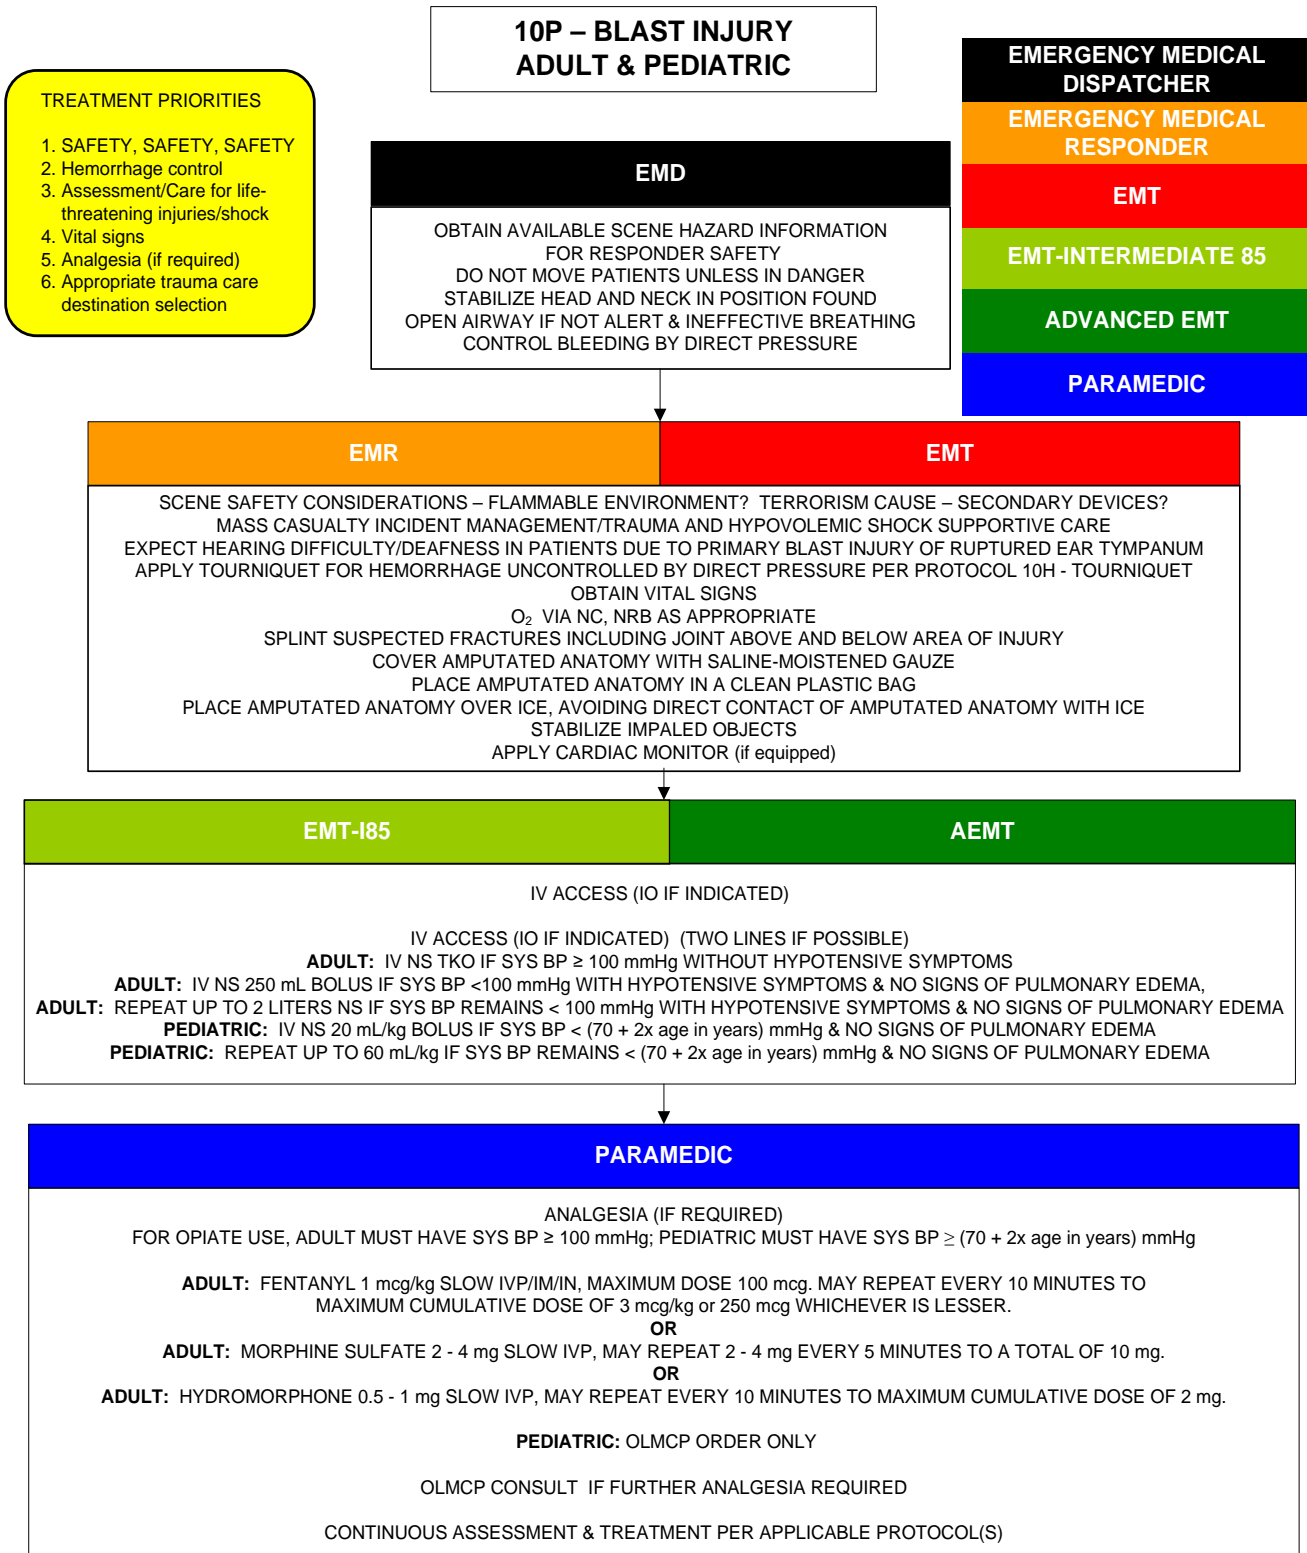 10P – BLAST INJURY
ADULT & PEDIATRIC
TREATMENT PRIORITIES
1. SAFETY, SAFETY, SAFETY
2. Hemorrhage control
3. Assessment/Care for life-
threatening injuries/shock
4. Vital signs
5. Analgesia (if required)
6. Appropriate trauma care
destination selection
EMERGENCY MEDICAL
DISPATCHER
EMERGENCY MEDICAL
RESPONDER
EMT
EMT-INTERMEDIATE 85
ADVANCED EMT
PARAMEDIC
EMD
OBTAIN AVAILABLE SCENE HAZARD INFORMATION
FOR RESPONDER SAFETY
DO NOT MOVE PATIENTS UNLESS IN DANGER
STABILIZE HEAD AND NECK IN POSITION FOUND
OPEN AIRWAY IF NOT ALERT & INEFFECTIVE BREATHING
CONTROL BLEEDING BY DIRECT PRESSURE
EMR
EMT
SCENE SAFETY CONSIDERATIONS – FLAMMABLE ENVIRONMENT? TERRORISM CAUSE – SECONDARY DEVICES?
MASS CASUALTY INCIDENT MANAGEMENT/TRAUMA AND HYPOVOLEMIC SHOCK SUPPORTIVE CARE
EXPECT HEARING DIFFICULTY/DEAFNESS IN PATIENTS DUE TO PRIMARY BLAST INJURY OF RUPTURED EAR TYMPANUM
APPLY TOURNIQUET FOR HEMORRHAGE UNCONTROLLED BY DIRECT PRESSURE PER PROTOCOL 10H - TOURNIQUET
OBTAIN VITAL SIGNS
O₂ VIA NC, NRB AS APPROPRIATE
SPLINT SUSPECTED FRACTURES INCLUDING JOINT ABOVE AND BELOW AREA OF INJURY
COVER AMPUTATED ANATOMY WITH SALINE-MOISTENED GAUZE
PLACE AMPUTATED ANATOMY IN A CLEAN PLASTIC BAG
PLACE AMPUTATED ANATOMY OVER ICE, AVOIDING DIRECT CONTACT OF AMPUTATED ANATOMY WITH ICE
STABILIZE IMPALED OBJECTS
APPLY CARDIAC MONITOR (if equipped)
EMT-I85
AEMT
IV ACCESS (IO IF INDICATED)
IV ACCESS (IO IF INDICATED) (TWO LINES IF POSSIBLE)
ADULT: IV NS TKO IF SYS BP ≥ 100 mmHg WITHOUT HYPOTENSIVE SYMPTOMS
ADULT: IV NS 250 mL BOLUS IF SYS BP <100 mmHg WITH HYPOTENSIVE SYMPTOMS & NO SIGNS OF PULMONARY EDEMA,
ADULT: REPEAT UP TO 2 LITERS NS IF SYS BP REMAINS < 100 mmHg WITH HYPOTENSIVE SYMPTOMS & NO SIGNS OF PULMONARY EDEMA
PEDIATRIC: IV NS 20 mL/kg BOLUS IF SYS BP < (70 + 2x age in years) mmHg & NO SIGNS OF PULMONARY EDEMA
PEDIATRIC: REPEAT UP TO 60 mL/kg IF SYS BP REMAINS < (70 + 2x age in years) mmHg & NO SIGNS OF PULMONARY EDEMA
PARAMEDIC
ANALGESIA (IF REQUIRED)
FOR OPIATE USE, ADULT MUST HAVE SYS BP ≥ 100 mmHg; PEDIATRIC MUST HAVE SYS BP ≥ (70 + 2x age in years) mmHg
ADULT: FENTANYL 1 mcg/kg SLOW IVP/IM/IN, MAXIMUM DOSE 100 mcg. MAY REPEAT EVERY 10 MINUTES TO
MAXIMUM CUMULATIVE DOSE OF 3 mcg/kg or 250 mcg WHICHEVER IS LESSER.
OR
ADULT: MORPHINE SULFATE 2 - 4 mg SLOW IVP, MAY REPEAT 2 - 4 mg EVERY 5 MINUTES TO A TOTAL OF 10 mg.
OR
ADULT: HYDROMORPHONE 0.5 - 1 mg SLOW IVP, MAY REPEAT EVERY 10 MINUTES TO MAXIMUM CUMULATIVE DOSE OF 2 mg.
PEDIATRIC: OLMCP ORDER ONLY
OLMCP CONSULT IF FURTHER ANALGESIA REQUIRED
CONTINUOUS ASSESSMENT & TREATMENT PER APPLICABLE PROTOCOL(S)